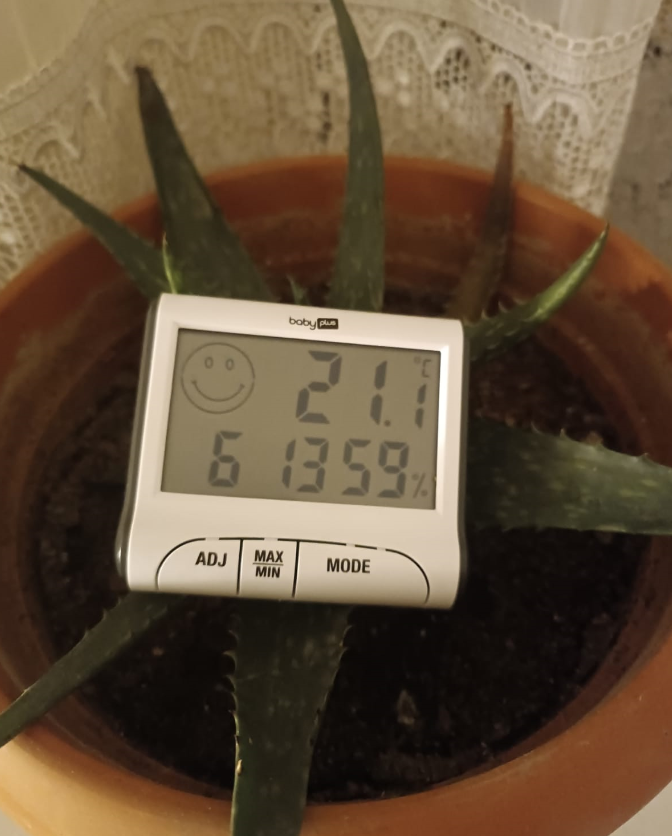 baby plus
21.1 °C
6 13 59 %
ADJ MAX MODE
MIN